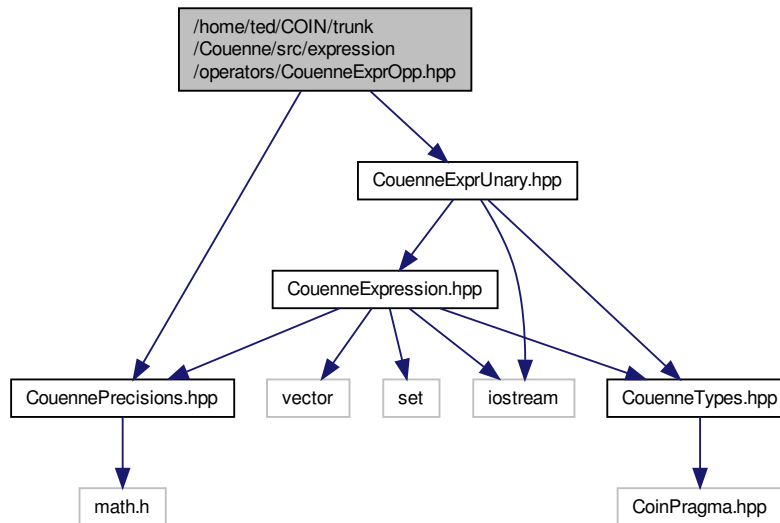 /home/ted/COIN/trunk
/Couenne/src/expression
/operators/CouenneExprOpp.hpp
CouenneExprUnary.hpp
CouenneExpression.hpp
CouennePrecisions.hpp
vector
set
iostream
CouenneTypes.hpp
math.h
CoinPragma.hpp